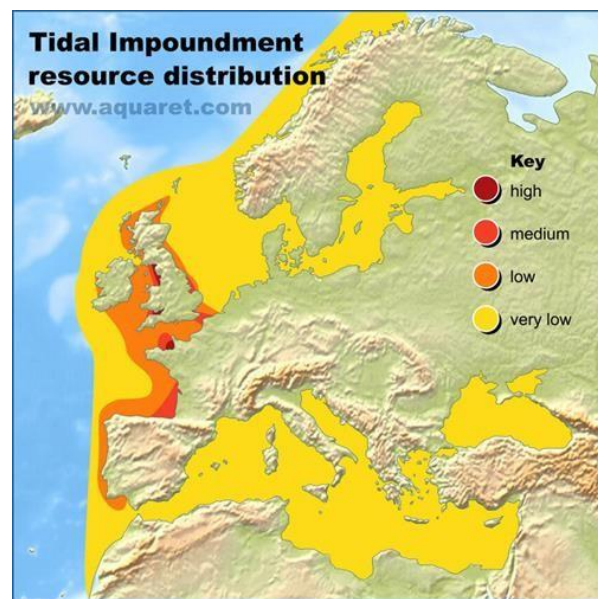 Tidal Impoundment
resource distribution
www.aquaret.com
Key
high
medium
low
very low